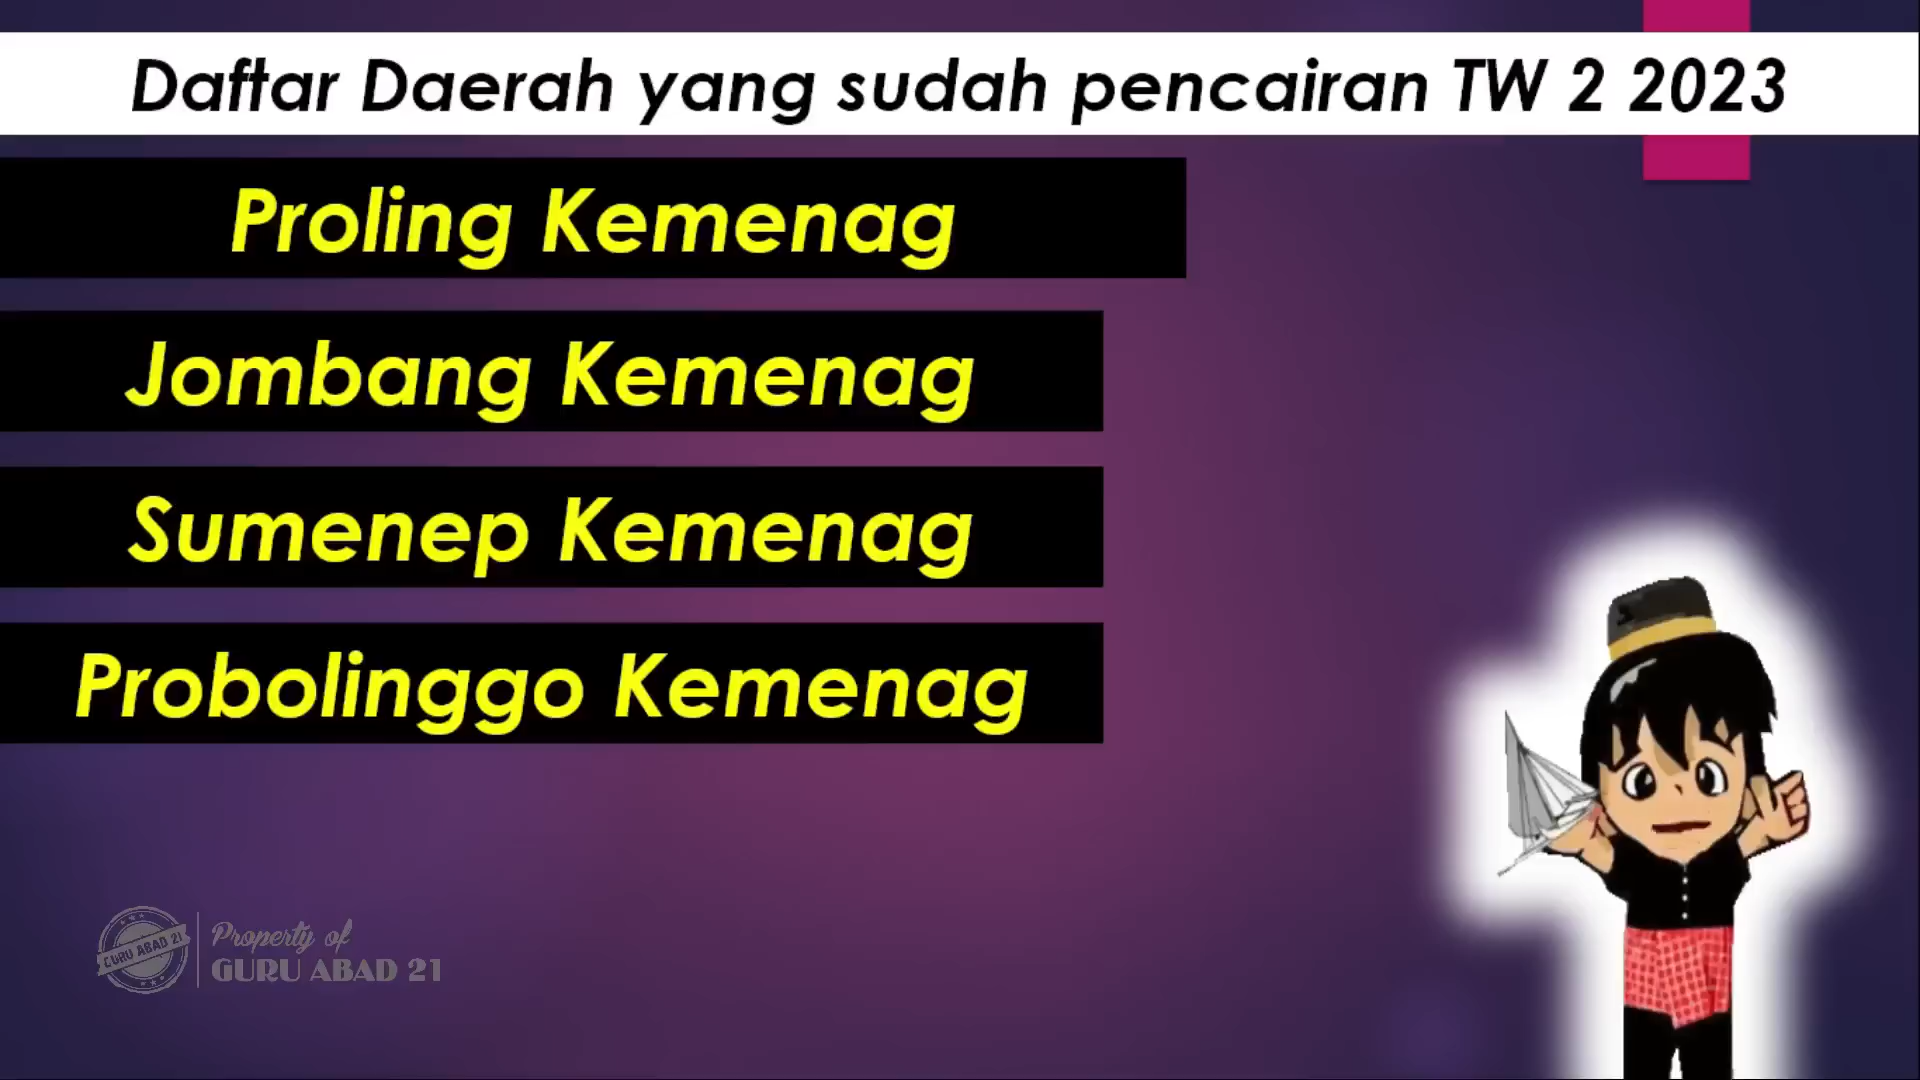 Daftar Daerah yang sudah pencairan TW 2 2023
Proling Kemenag
Jombang Kemenag
Sumenep Kemenag
Probolinggo Kemenag
GURU ABAD 21
Property of
GURU ABAD 21